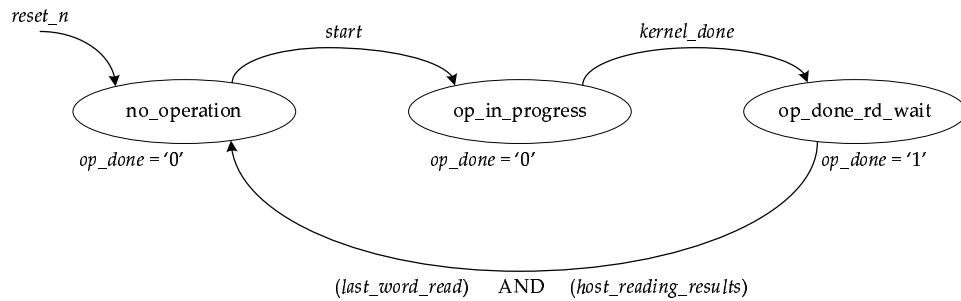 reset_n
start
kernel_done
no_operation
op_in_progress
op_done_rd_wait
op_done = ‘0’
op_done = ‘0’
op_done = ‘1’
(last_word_read) AND (host_reading_results)